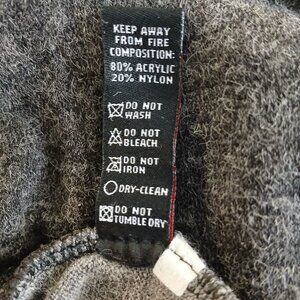 KEEP AWAY
FROM FIRE
COMPOSITION:
80% ACRYLIC
20% NYLON
DO NOT
WASH
DO NOT
BLEACH
DO NOT
IRON
DRY-CLEAN
DO NOT
TUMBLE DRY